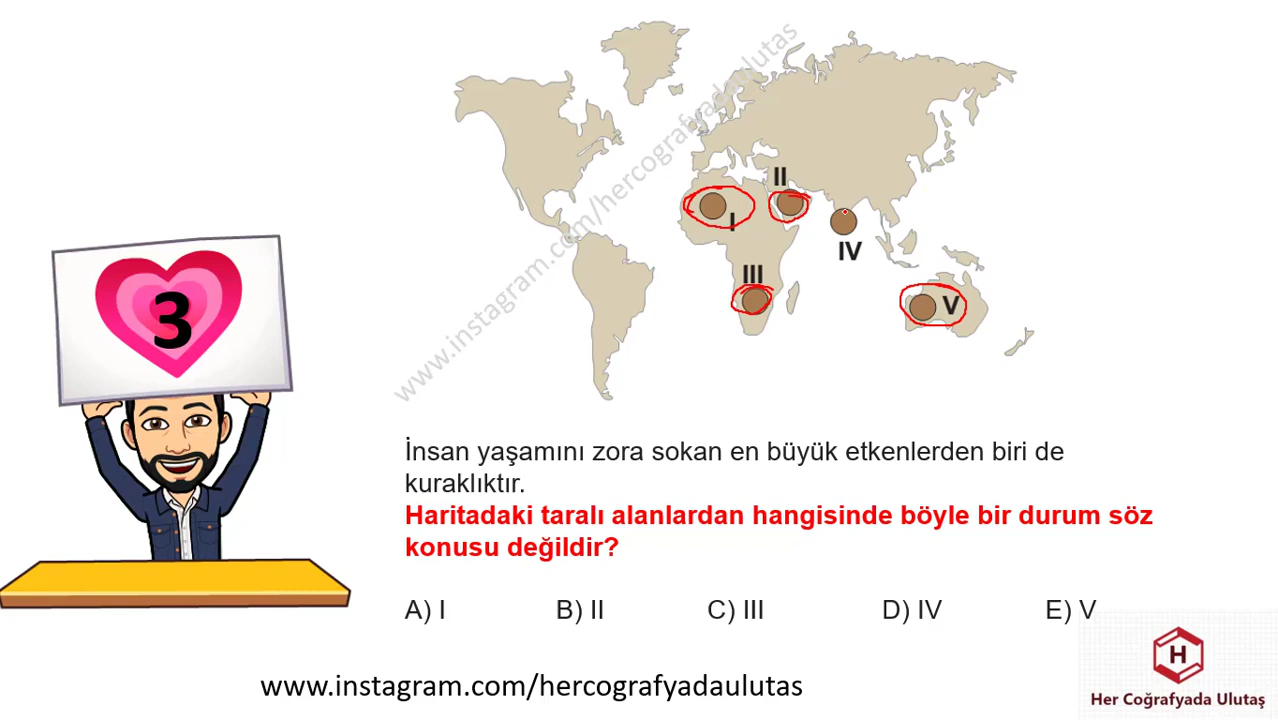 www.instagram.com/hercografyadaulutas
II
I
IV
III
V
3
İnsan yaşamını zora sokan en büyük etkenlerden biri de
kuraklıktır.
Haritadaki taralı alanlardan hangisinde böyle bir durum söz
konusu değildir?
A) I B) II C) III D) IV E) V
H
Her Coğrafyada Ulutaş
www.instagram.com/hercografyadaulutas